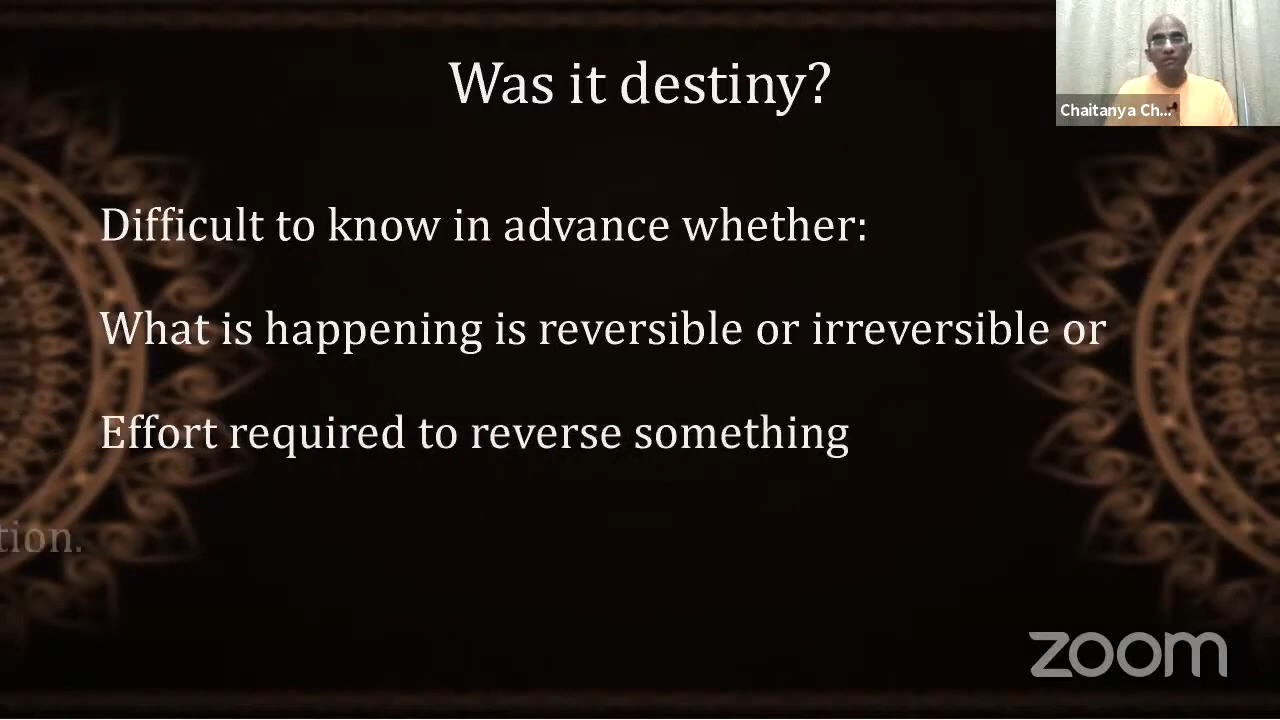 Was it destiny?
Chaitanya Ch...
Difficult to know in advance whether:
What is happening is reversible or irreversible or
Effort required to reverse something
tion.
zoom